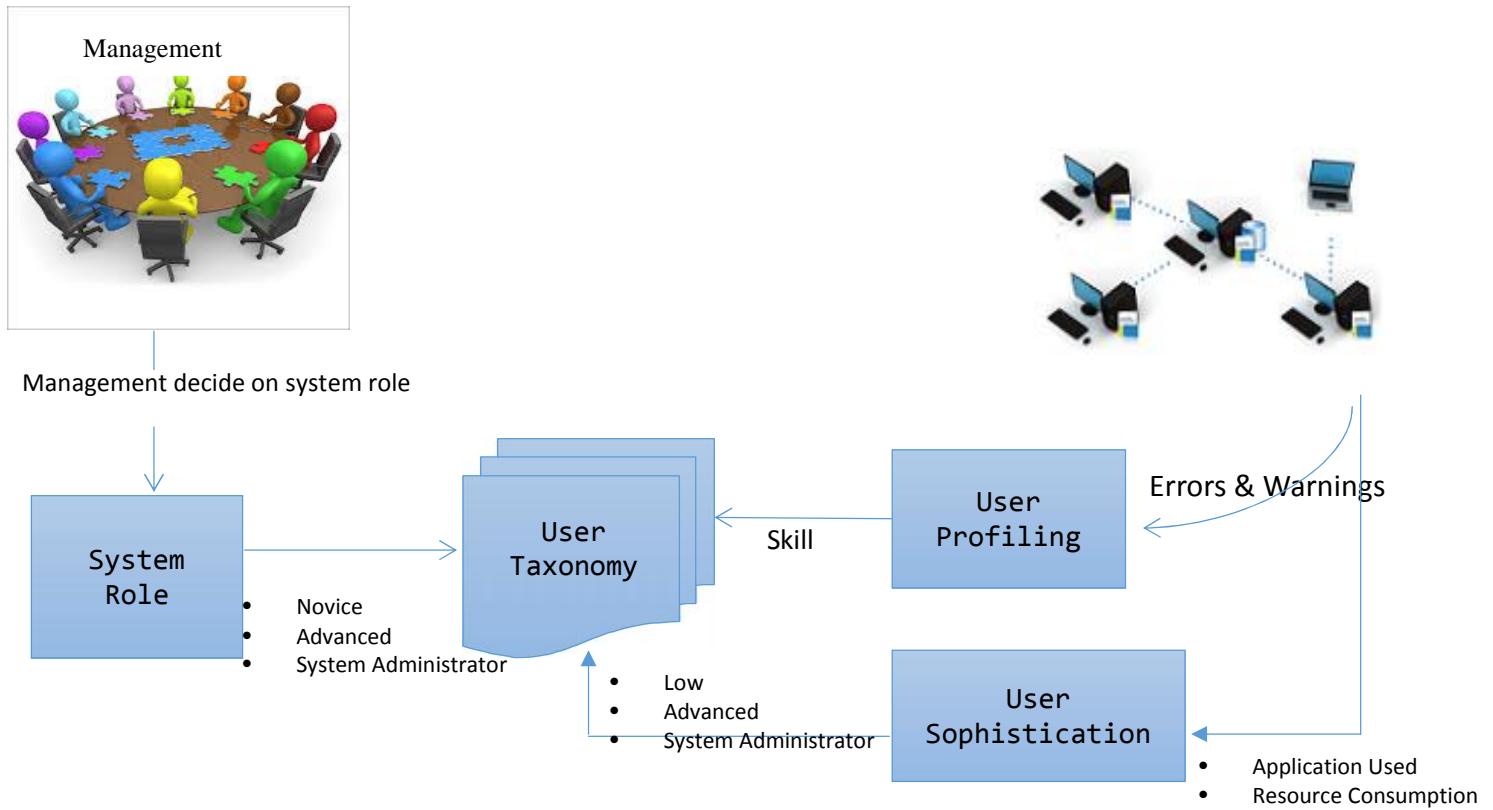 Management
Management decide on system role
System
Role
• Novice
• Advanced
• System Administrator
User
Taxonomy
Skill
User
Profiling
Errors & Warnings
• Low
• Advanced
• System Administrator
User
Sophistication
• Application Used
• Resource Consumption